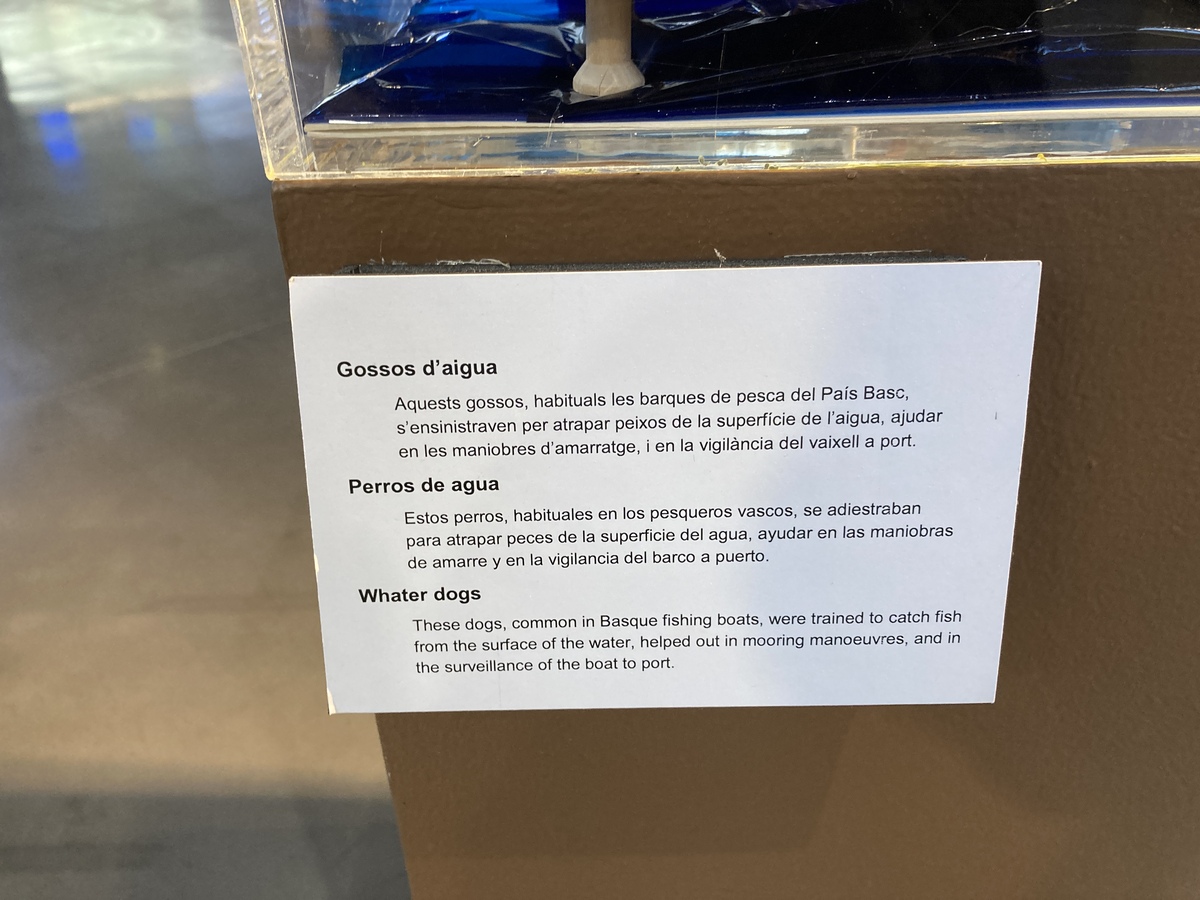 Gossos d’aigua
Aquests gossos, habituals les barques de pesca del País Basc,
s’ensinistraven per atrapar peixos de la superfície de l’aigua, ajudar
en les maniobres d’amarratge, i en la vigilància del vaixell a port.
Perros de agua
Estos perros, habituales en los pesqueros vascos, se adiestraban
para atrapar peces de la superficie del agua, ayudar en las maniobras
de amarre y en la vigilancia del barco a puerto.
Whater dogs
These dogs, common in Basque fishing boats, were trained to catch fish
from the surface of the water, helped out in mooring manoeuvres, and in
the surveillance of the boat to port.